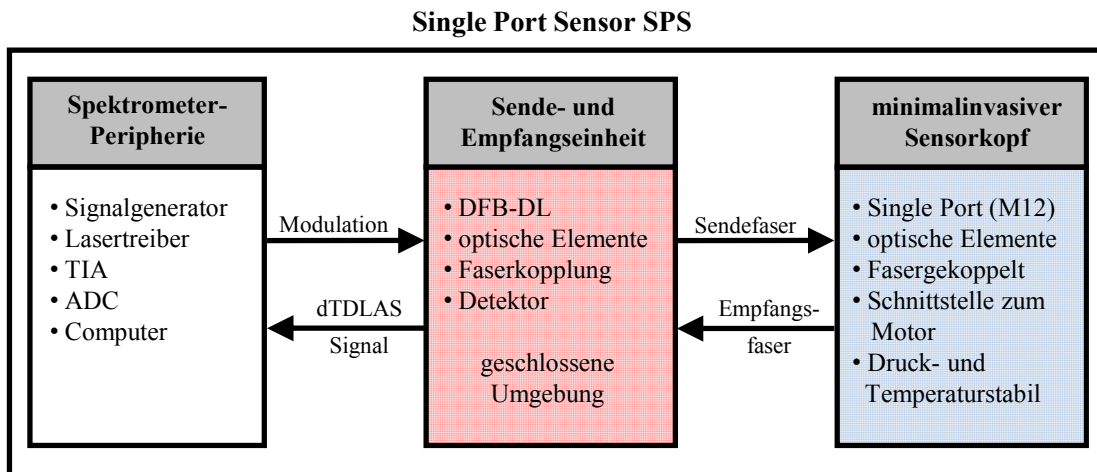 Single Port Sensor SPS
Spektrometer-
Peripherie
• Signalgenerator
• Lasertreiber
• TIA
• ADC
• Computer
Modulation
dTDLAS
Signal
Sende- und
Empfangseinheit
• DFB-DL
• optische Elemente
• Faserkopplung
• Detektor
geschlossene
Umgebung
Sendefaser
Empfangs-
faser
minimalinvasiver
Sensorkopf
• Single Port (M12)
• optische Elemente
• Fasergekoppelt
• Schnittstelle zum
Motor
• Druck- und
Temperaturstabil